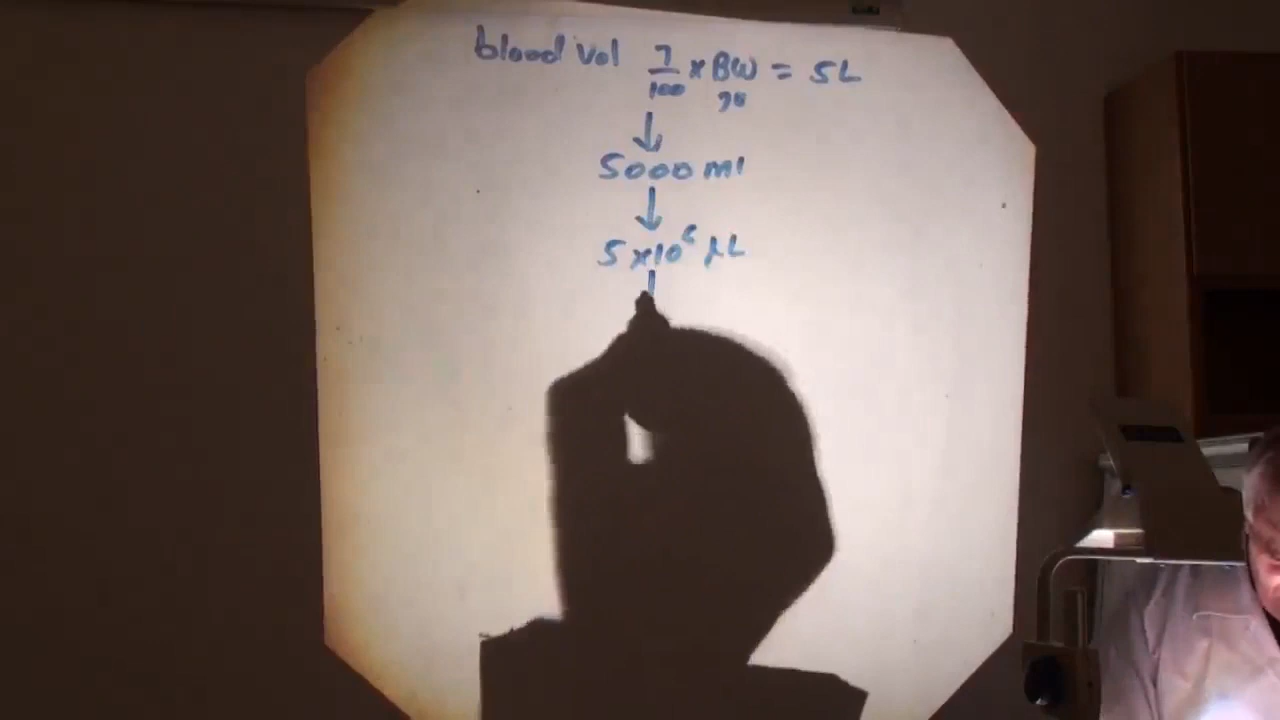 blood vol 7/100 × BW = 5L
70
↓
5000 ml
↓
5×10⁶ µL